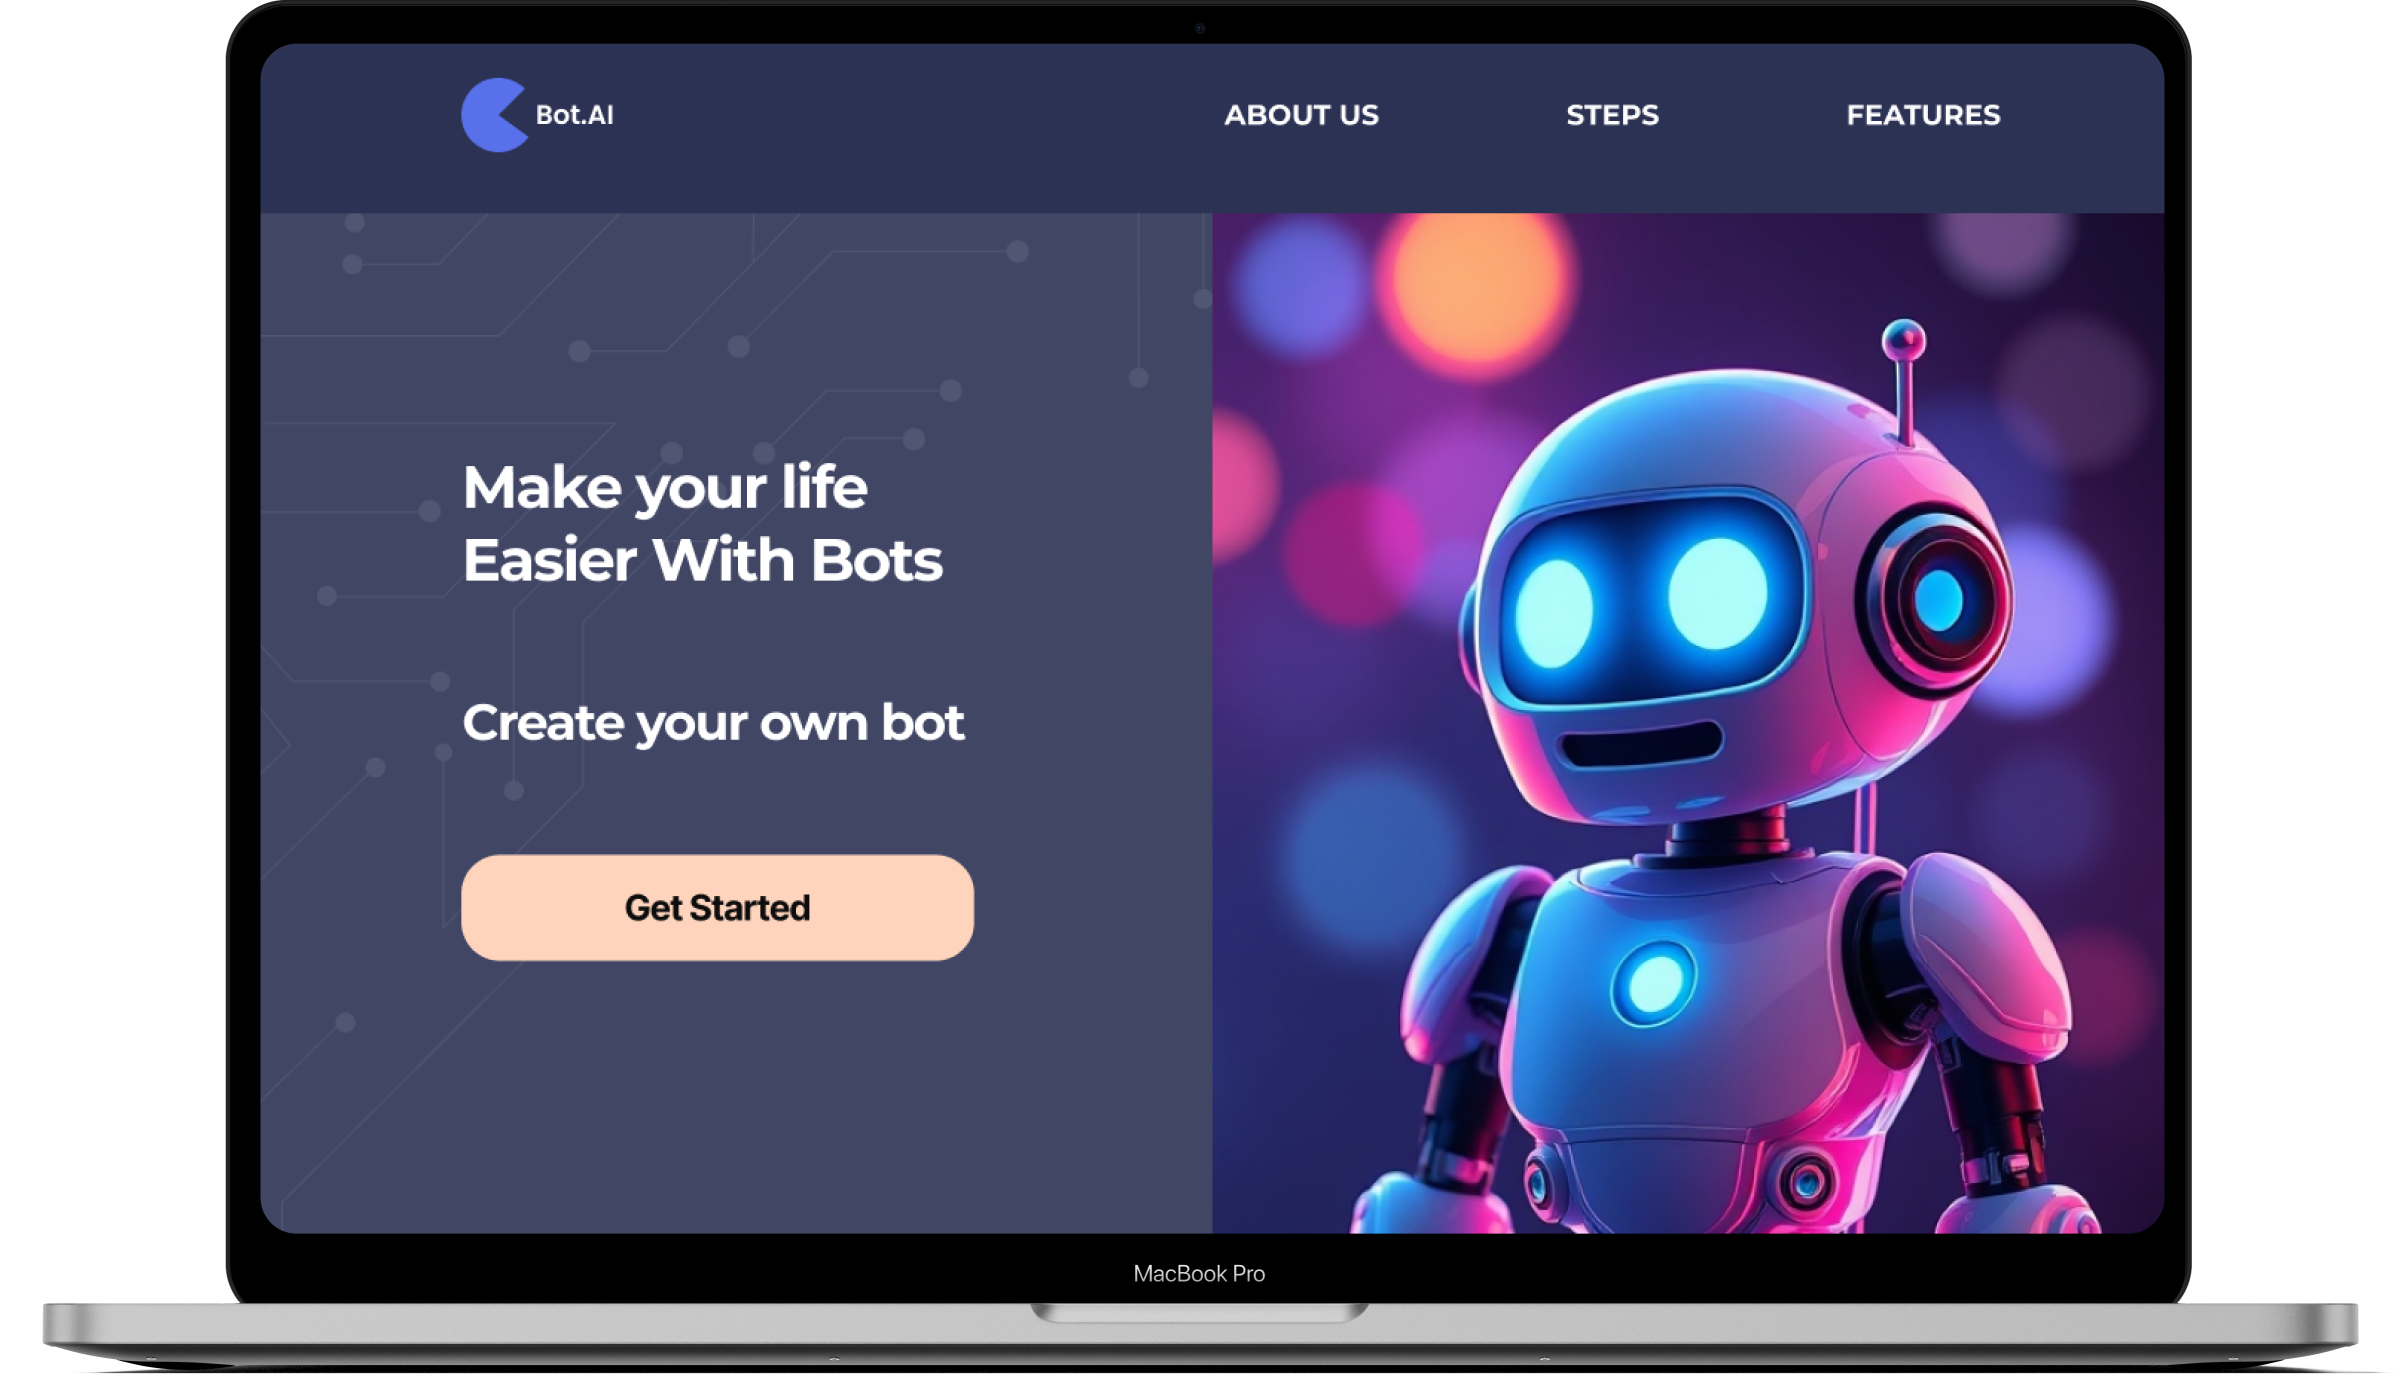 Bot.AI
ABOUT US
STEPS
FEATURES
Make your life
Easier With Bots
Create your own bot
Get Started
MacBook Pro